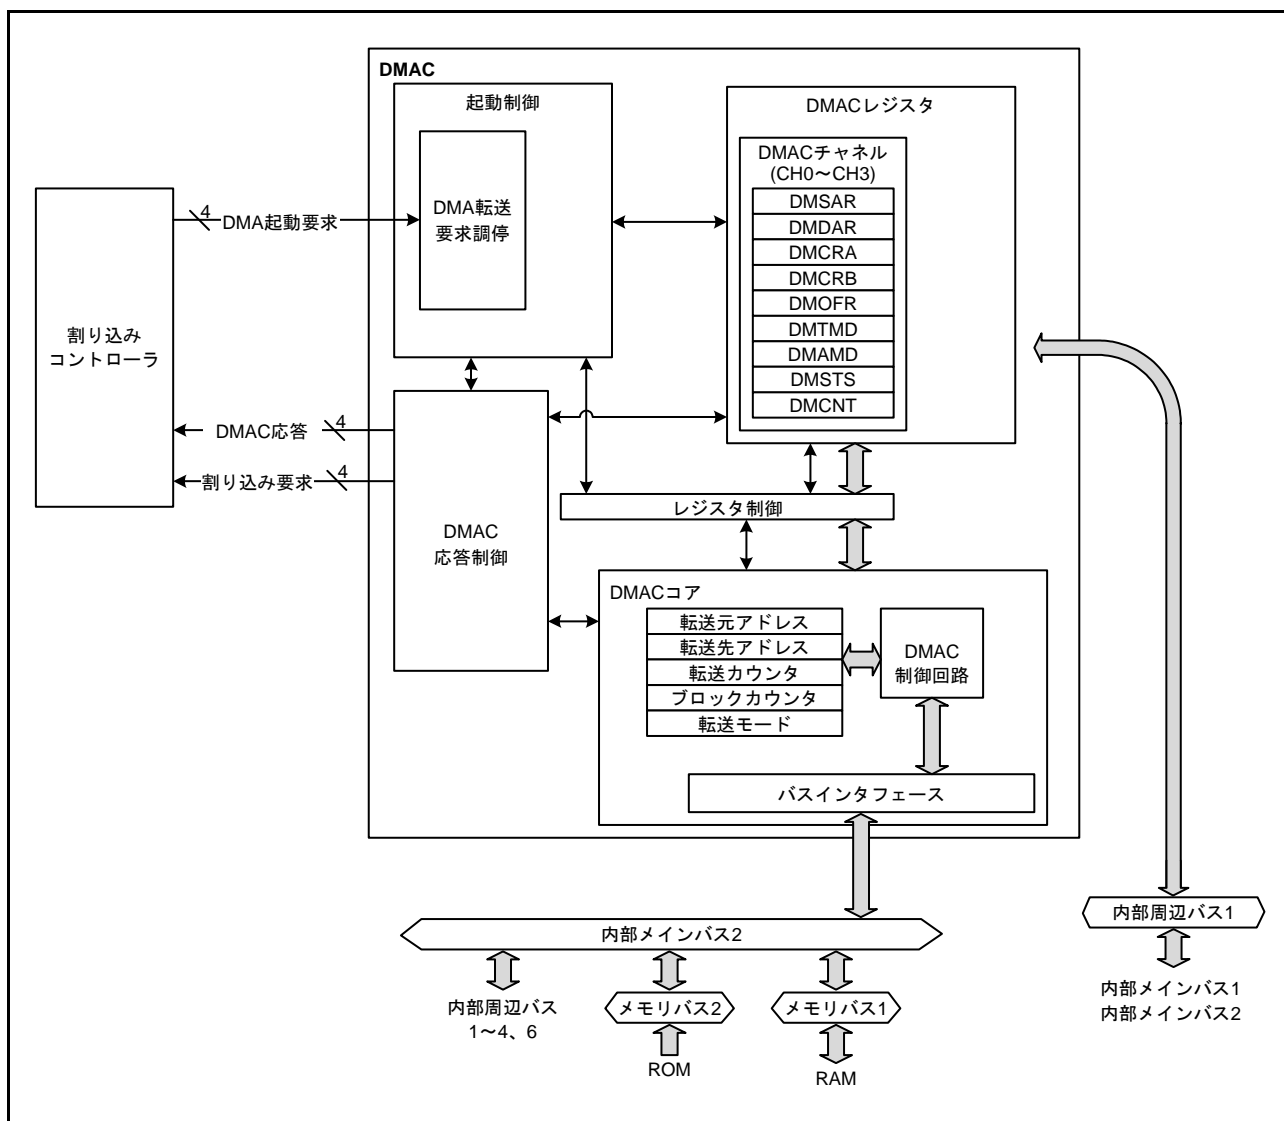 DMAC
起動制御
DMA転送
要求調停
DMACレジスタ
DMACチャネル
(CH0～CH3)
DMSAR
DMDAR
DMCRA
DMCRB
DMOFR
DMTMD
DMAMD
DMSTS
DMCNT
割り込み
コントローラ
4
DMA起動要求
DMAC応答
4
割り込み要求
4
DMAC
応答制御
レジスタ制御
DMACコア
転送元アドレス
転送先アドレス
転送カウンタ
ブロックカウンタ
転送モード
DMAC
制御回路
バスインタフェース
内部メインバス2
内部周辺バス
1～4、6
メモリバス2
ROM
メモリバス1
RAM
内部周辺バス1
内部メインバス1
内部メインバス2